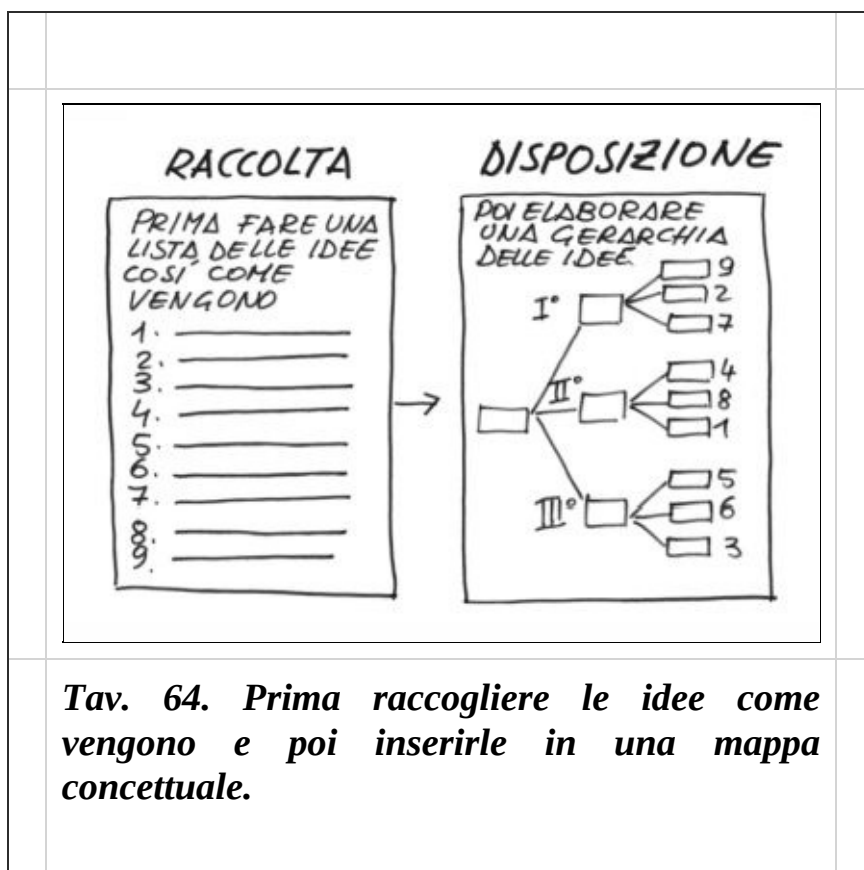 RACCOLTA
PRIMA FARE UNA
LISTA DELLE IDEE
COSI' COME
VENGONO
1.
2.
3.
4.
5.
6.
7.
8.
9.
DISPOSIZIONE
POI ELABORARE
UNA GERARCHIA
DELLE IDEE
I°
9
2
7
II°
4
8
1
III°
5
6
3
Tav. 64. Prima raccogliere le idee come
vengono e poi inserirle in una mappa
concettuale.